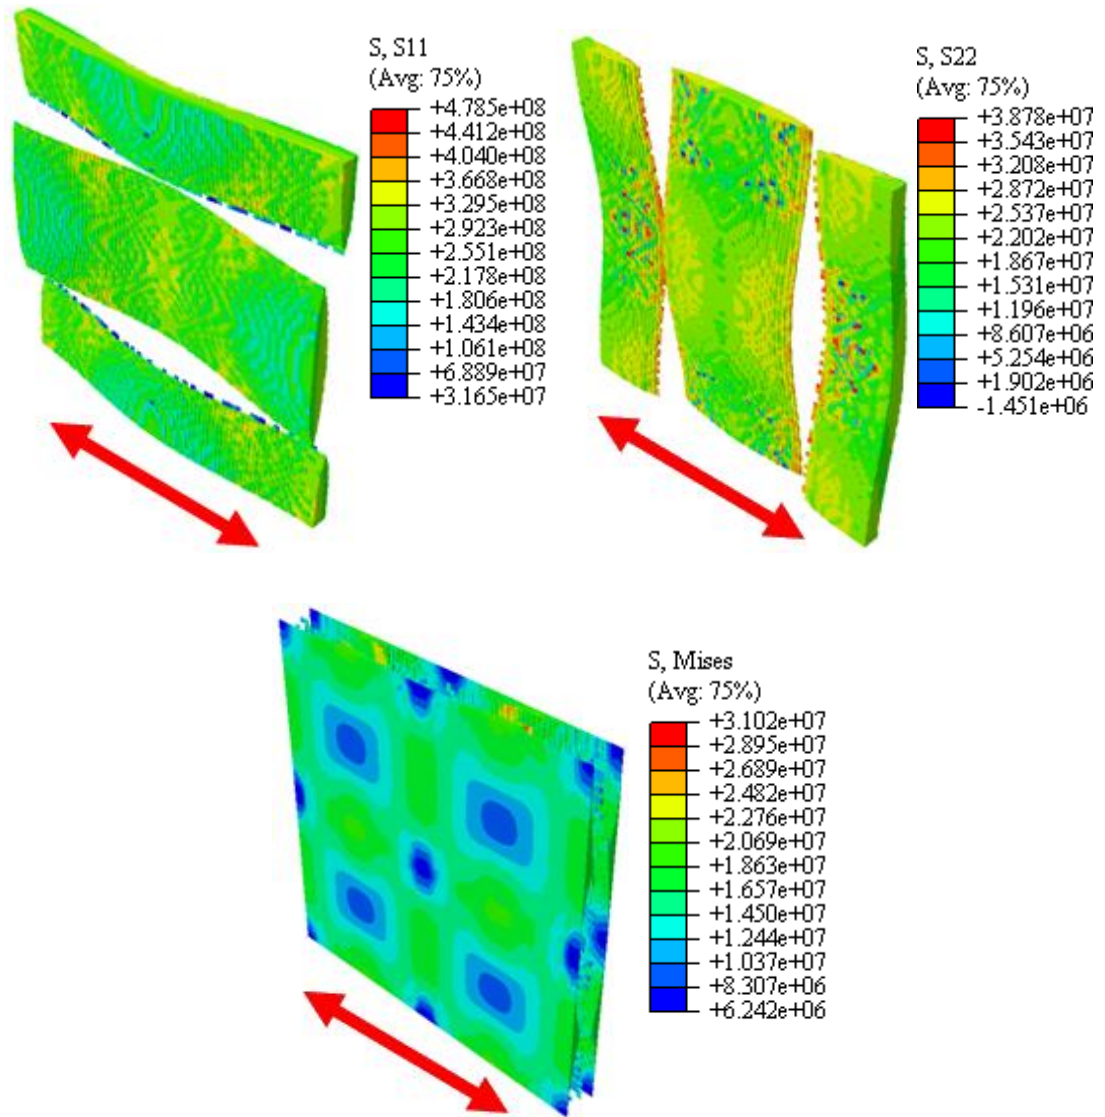 S, S11
(Avg: 75%)
+4.785e+08
+4.412e+08
+4.040e+08
+3.668e+08
+3.295e+08
+2.923e+08
+2.551e+08
+2.178e+08
+1.806e+08
+1.434e+08
+1.061e+08
+6.889e+07
+3.165e+07
S, S22
(Avg: 75%)
+3.878e+07
+3.543e+07
+3.208e+07
+2.872e+07
+2.537e+07
+2.202e+07
+1.867e+07
+1.531e+07
+1.196e+07
+8.607e+06
+5.254e+06
+1.902e+06
-1.451e+06
S, Mises
(Avg: 75%)
+3.102e+07
+2.895e+07
+2.689e+07
+2.482e+07
+2.276e+07
+2.069e+07
+1.863e+07
+1.657e+07
+1.450e+07
+1.244e+07
+1.037e+07
+8.307e+06
+6.242e+06